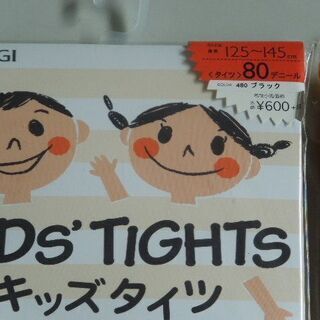 GI
125~145cm
〈タイツ〉80デニール
COLOR 480 ブラック
¥600+
DS' TIGHTS
キッズタイツ